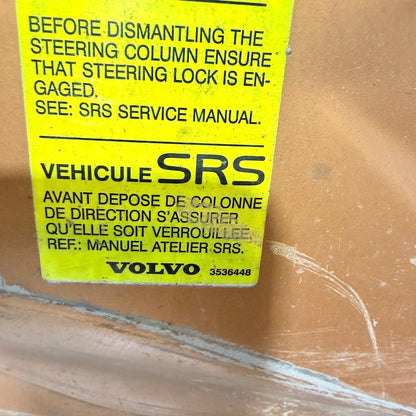 BEFORE DISMANTLING THE
STEERING COLUMN ENSURE
THAT STEERING LOCK IS EN-
GAGED.
SEE: SRS SERVICE MANUAL.
VEHICULE SRS
AVANT DEPOSE DE COLONNE
DE DIRECTION S'ASSURER
QU'ELLE SOIT VERROUILLEE.
REF.: MANUEL ATELIER SRS.
VOLVO 3536448